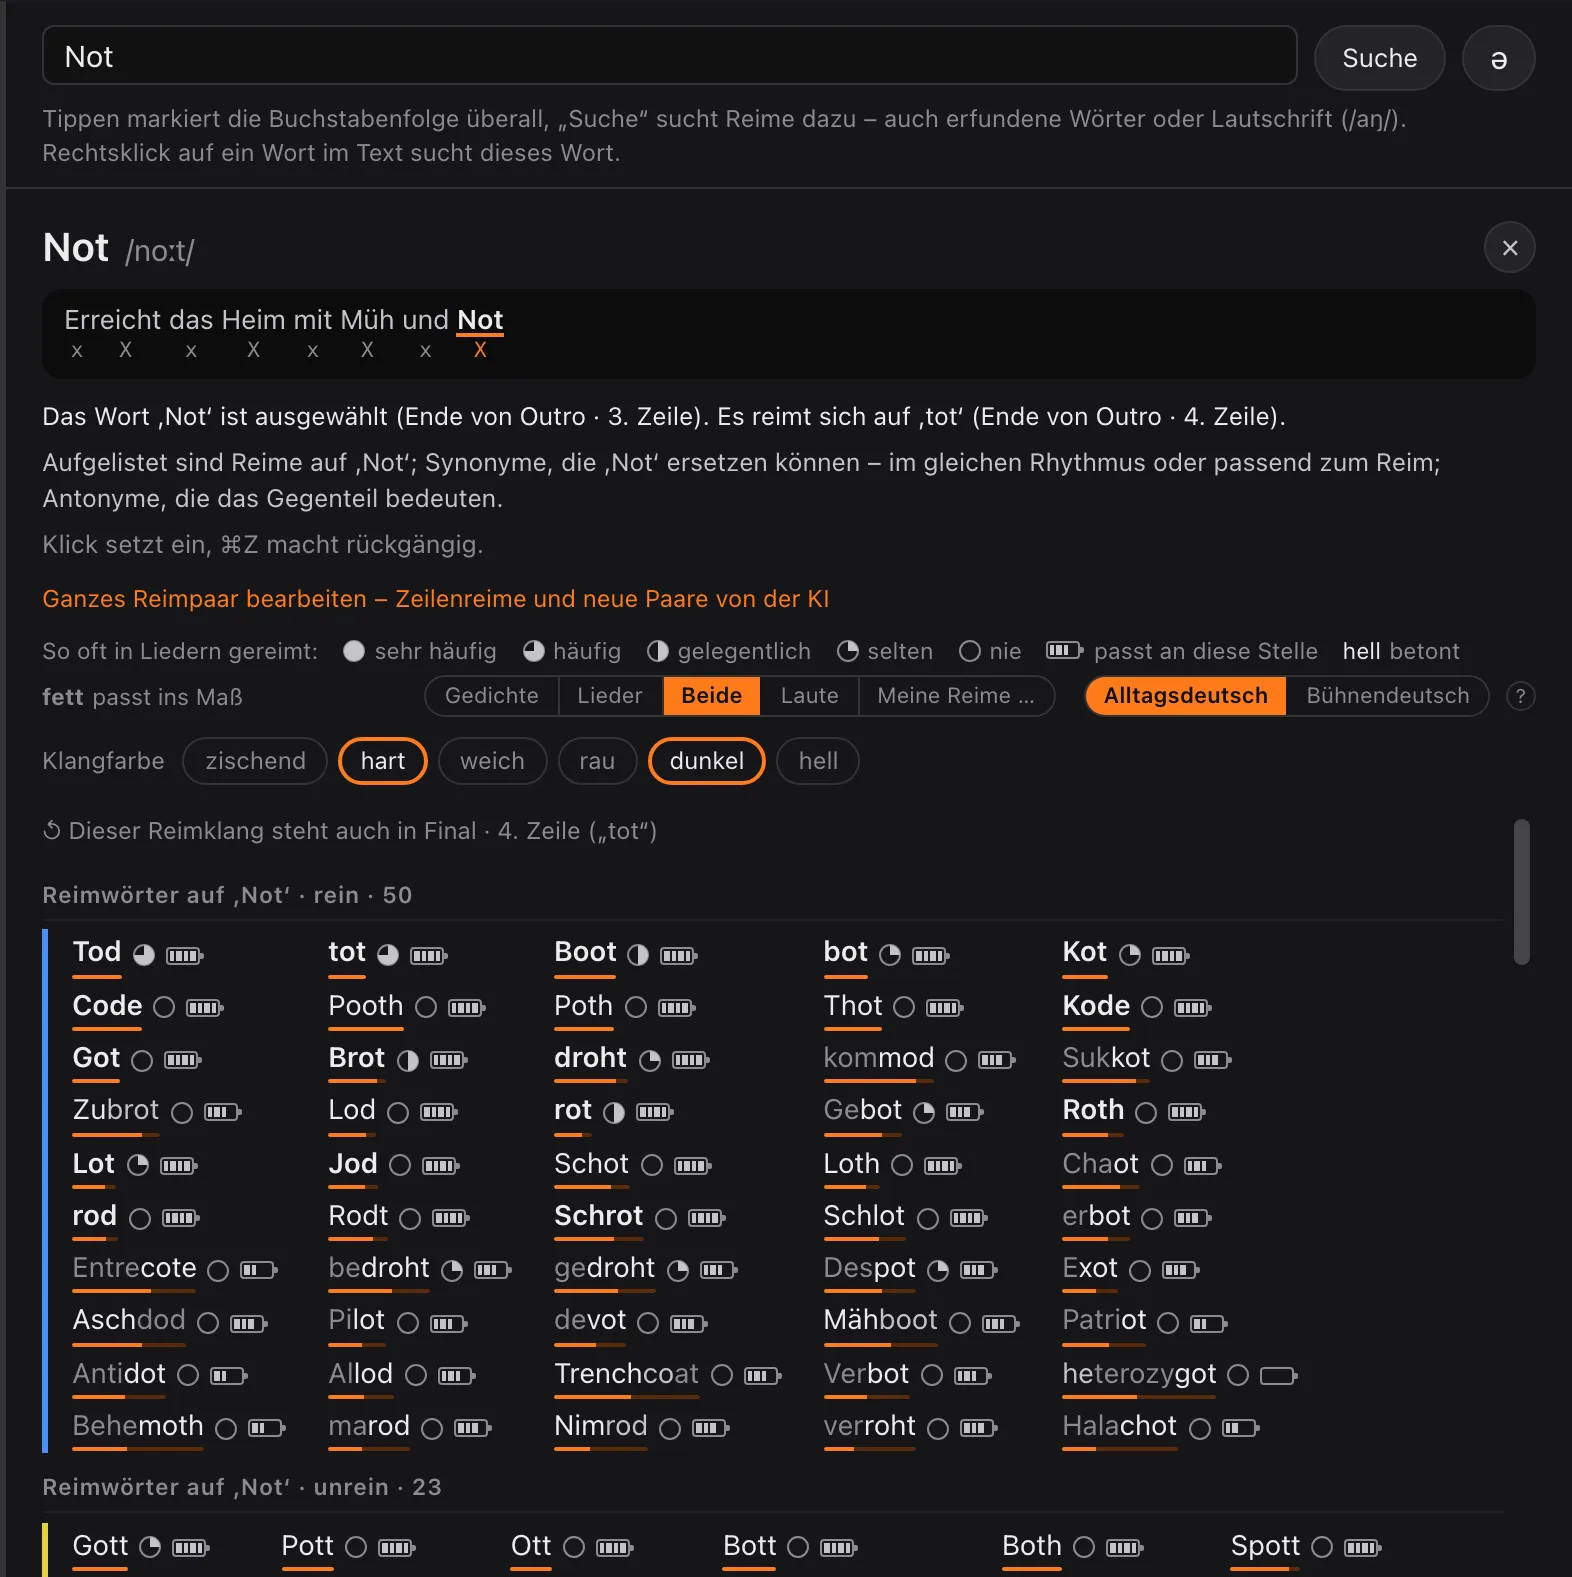 Not
Suche
ə
Tippen markiert die Buchstabenfolge überall, „Suche“ sucht Reime dazu – auch erfundene Wörter oder Lautschrift (/aŋ/).
Rechtsklick auf ein Wort im Text sucht dieses Wort.
Not /noːt/
×
Erreicht das Heim mit Müh und Not
x X x X x X x X
Das Wort ‚Not‘ ist ausgewählt (Ende von Outro · 3. Zeile). Es reimt sich auf ‚tot‘ (Ende von Outro · 4. Zeile).
Aufgelistet sind Reime auf ‚Not‘; Synonyme, die ‚Not‘ ersetzen können – im gleichen Rhythmus oder passend zum Reim;
Antonyme, die das Gegenteil bedeuten.
Klick setzt ein, ⌘Z macht rückgängig.
Ganzes Reimpaar bearbeiten – Zeilenreime und neue Paare von der KI
So oft in Liedern gereimt: sehr häufig häufig gelegentlich selten nie passt an diese Stelle hell betont
fett passt ins Maß Gedichte Lieder Beide Laute Meine Reime ... Alltagsdeutsch Bühnendeutsch ?
Klangfarbe zischend hart weich rau dunkel hell
↺ Dieser Reimklang steht auch in Final · 4. Zeile („tot“)
Reimwörter auf ‚Not‘ · rein · 50
Tod tot Boot bot Kot
Code Pooth Poth Thot Kode
Got Brot droht kommod Sukkot
Zubrot Lod rot Gebot Roth
Lot Jod Schot Loth Chaot
rod Rodt Schrot Schlot erbot
Entrecote bedroht gedroht Despot Exot
Aschdod Pilot devot Mähboot Patriot
Antidot Allod Trenchcoat Verbot heterozygot
Behemoth marod Nimrod verroht Halachot
Reimwörter auf ‚Not‘ · unrein · 23
Gott Pott Ott Bott Both Spott